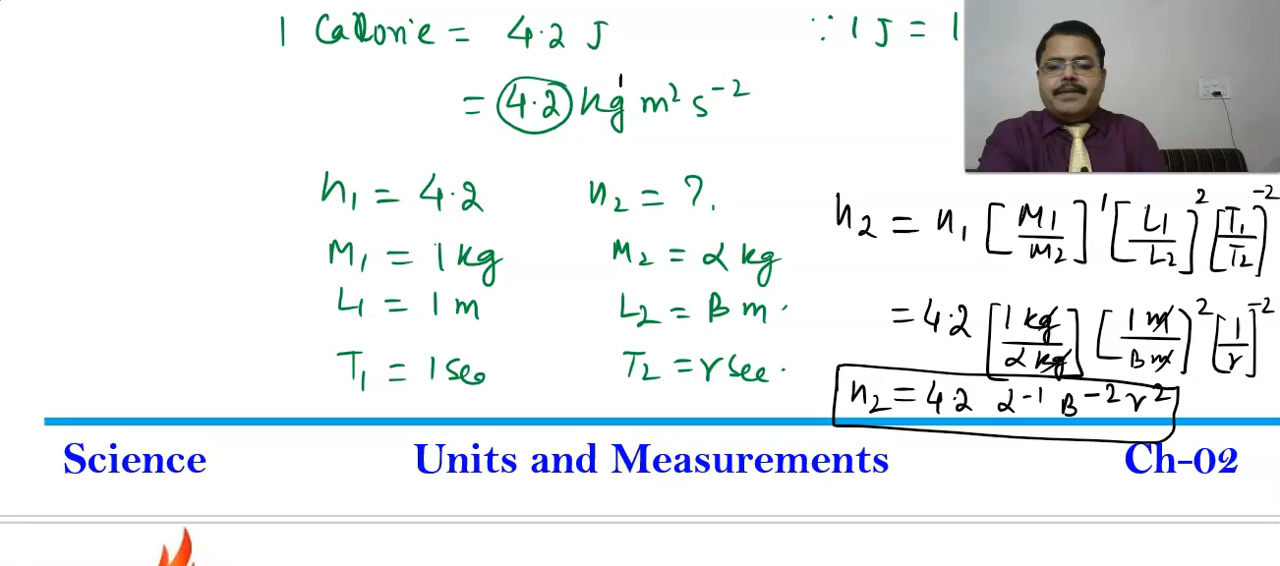 1 Calorie = 4.2 J
∵ 1 J = 1
= 4.2 kg¹ m² s⁻²
n₁ = 4.2
n₂ = ?.
M₁ = 1 kg
M₂ = α kg
L₁ = 1 m
L₂ = β m.
T₁ = 1 sec
T₂ = γ sec.
n₂ = n₁ [M₁/M₂]¹ [L₁/L₂]² [T₁/T₂]⁻²
= 4.2 [1 kg/α kg] [1 m/β m]² [1/γ]⁻²
n₂ = 4.2 α⁻¹ β⁻² γ²
Science Units and Measurements Ch-02